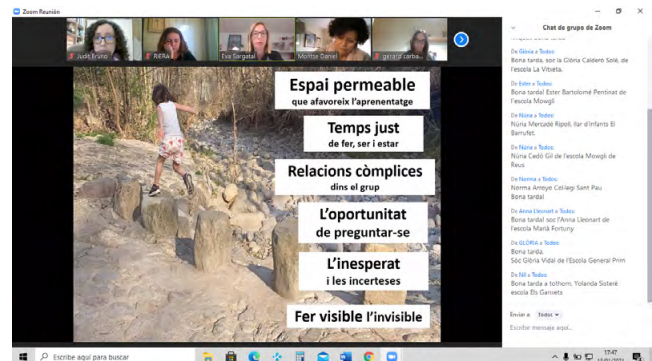 Zoom Reunión
Judit Bruno
RIERA
Eva Sargatal
Montse Daniel
gerard carba...
Espai permeable
que afavoreix l'aprenentatge
Temps just
de fer, ser i estar
Relacions còmplices
dins el grup
L'oportunitat
de preguntar-se
L'inesperat
i les incerteses
Fer visible l'invisible
Chat de grupo de Zoom
De Glòria a Todos:
Bona tarda, sor la Glòria Calderó Solé, de
l'escola La Vitxeta.
De Ester a Todos:
Bona tarda! Ester Bartolomé Pentinat de
l'escola Mowgli
De Núria a Todos:
Núria Mercadé Ripoll, llar d'infants El
Barrufet.
De Núria a Todos:
Núria Cedó Gil de l'escola Mowgli de
Reus
De Norma a Todos:
Norma Arroyo Col·legi Sant Pau
Bona tarda!
De Anna Lleonart a Todos:
Bona tarda! soc l'Anna Lleonart de
l'escola Marià Fortuny
De GLÒRIA a Todos:
Bona tarda,
Sóc Glòria Vidal de l'Escola General Prim
De Nil a Todos:
Bona tarda a tothom, Yolanda Sisteré
escola Els Ganxets
Enviar a: Todos
Escribir mensaje aquí...
Escribe aquí para buscar
17:47